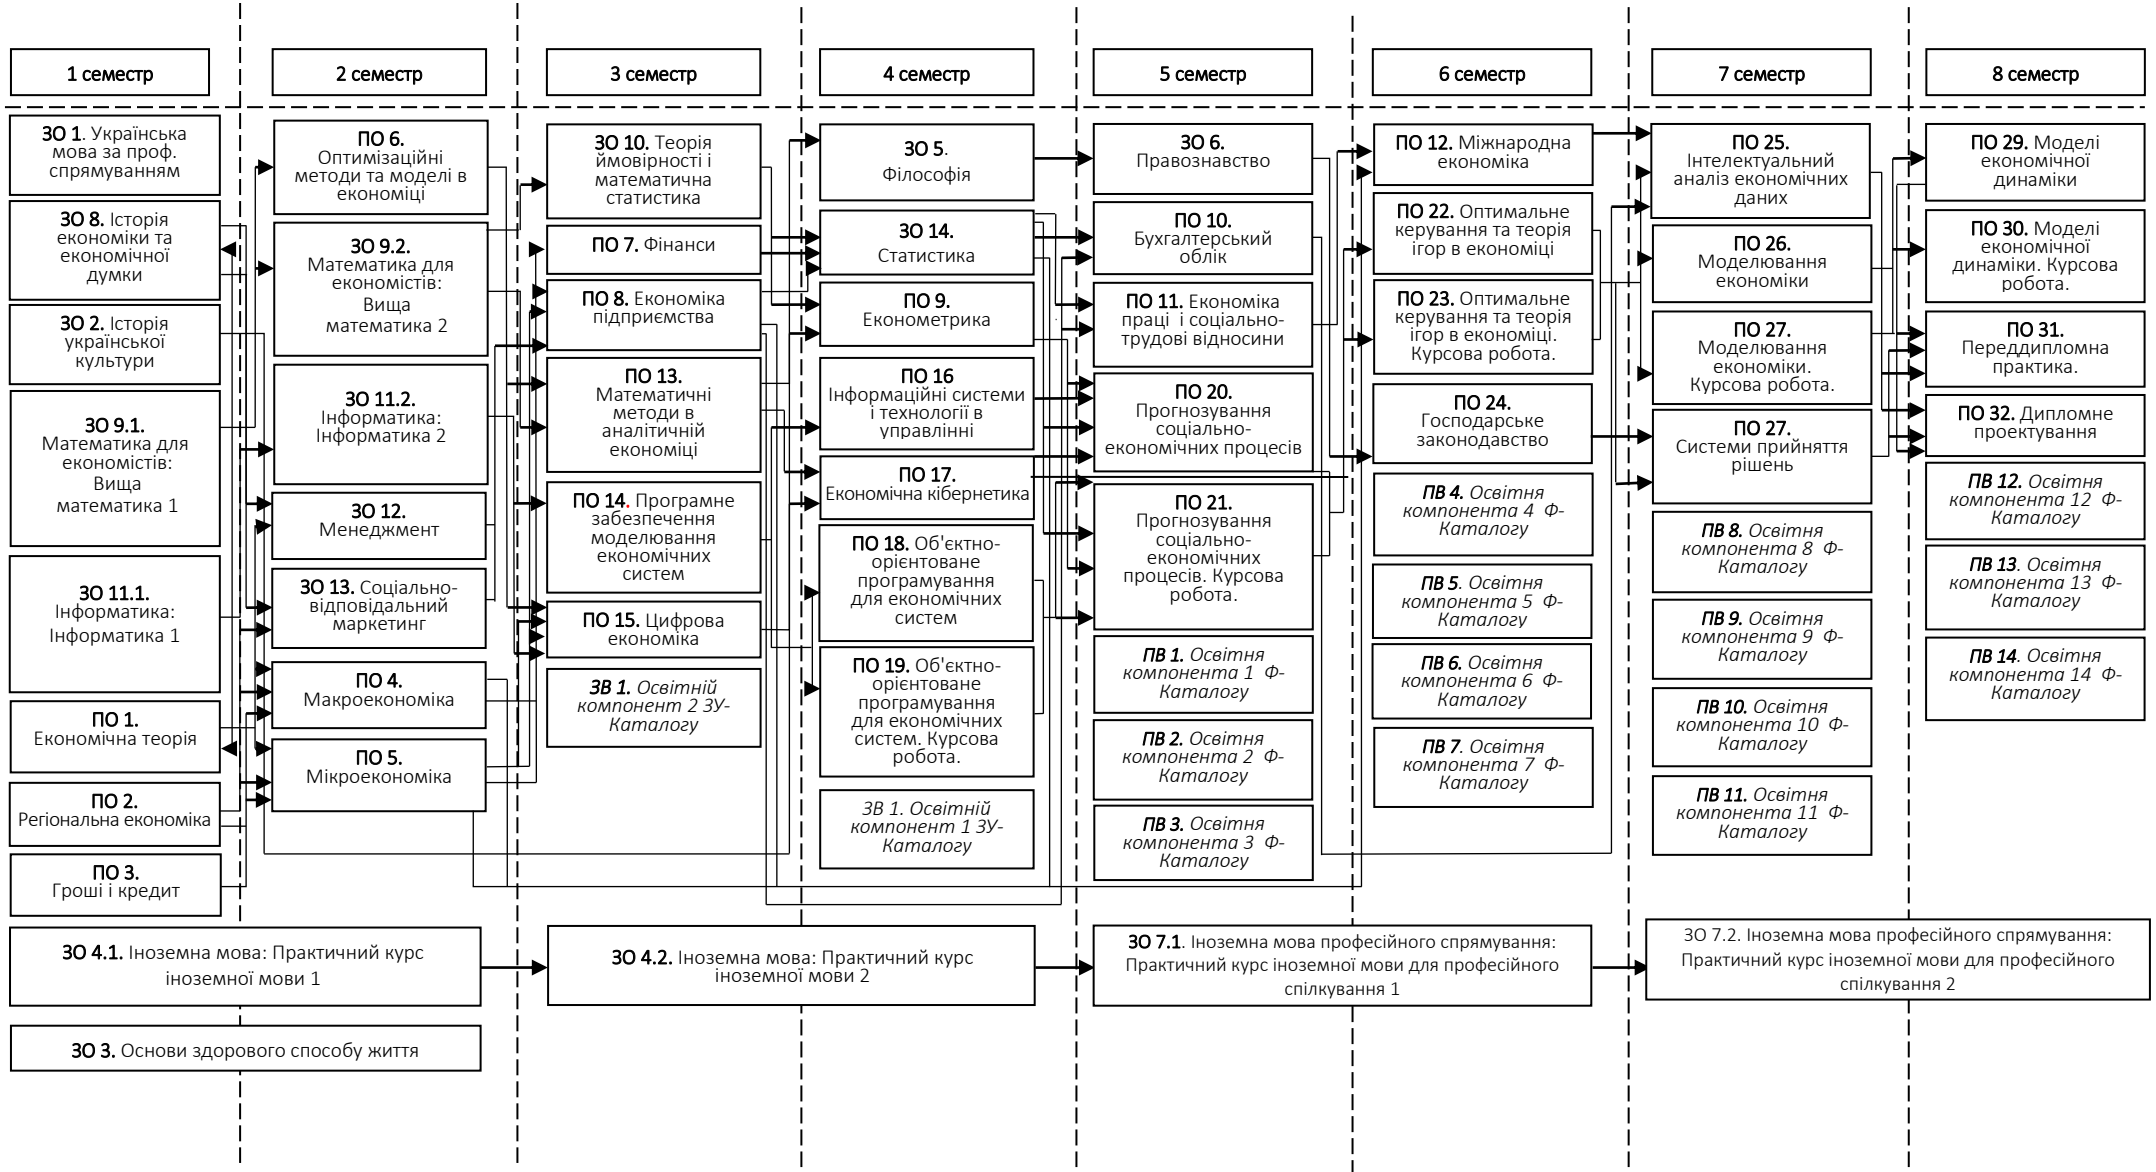 1 семестр
2 семестр
3 семестр
4 семестр
5 семестр
6 семестр
7 семестр
8 семестр
ЗО 1. Українська
мова за проф.
спрямуванням
ЗО 8. Історія
економіки та
економічної
думки
ЗО 2. Історія
української
культури
ЗО 9.1.
Математика для
економістів:
Вища
математика 1
ЗО 11.1.
Інформатика:
Інформатика 1
ПО 1.
Економічна теорія
ПО 2.
Регіональна економіка
ПО 3.
Гроші і кредит
ПО 6.
Оптимізаційні
методи та моделі в
економіці
ЗО 9.2.
Математика для
економістів:
Вища
математика 2
ЗО 11.2.
Інформатика:
Інформатика 2
ЗО 12.
Менеджмент
ЗО 13. Соціально-
відповідальний
маркетинг
ПО 4.
Макроекономіка
ПО 5.
Мікроекономіка
ЗО 10. Теорія
ймовірності і
математична
статистика
ПО 7. Фінанси
ПО 8. Економіка
підприємства
ПО 13.
Математичні
методи в
аналітичній
економіці
ПО 14. Програмне
забезпечення
моделювання
економічних
систем
ПО 15. Цифрова
економіка
ЗВ 1. Освітній
компонент 2 ЗУ-
Каталогу
ЗО 5.
Філософія
ЗО 14.
Статистика
ПО 9.
Економетрика
ПО 16
Інформаційні системи
і технології в
управлінні
ПО 17.
Економічна кібернетика
ПО 18. Об'єктно-
орієнтоване
програмування
для економічних
систем
ПО 19. Об'єктно-
орієнтоване
програмування
для економічних
систем. Курсова
робота.
ЗВ 1. Освітній
компонент 1 ЗУ-
Каталогу
ЗО 6.
Правознавство
ПО 10.
Бухгалтерський
облік
ПО 11. Економіка
праці і соціально-
трудові відносини
ПО 20.
Прогнозування
соціально-
економічних процесів
ПО 21.
Прогнозування
соціально-
економічних
процесів. Курсова
робота.
ПВ 1. Освітня
компонента 1 Ф-
Каталогу
ПВ 2. Освітня
компонента 2 Ф-
Каталогу
ПВ 3. Освітня
компонента 3 Ф-
Каталогу
ПО 12. Міжнародна
економіка
ПО 22. Оптимальне
керування та теорія
ігор в економіці
ПО 23. Оптимальне
керування та теорія
ігор в економіці.
Курсова робота.
ПО 24.
Господарське
законодавство
ПВ 4. Освітня
компонента 4 Ф-
Каталогу
ПВ 5. Освітня
компонента 5 Ф-
Каталогу
ПВ 6. Освітня
компонента 6 Ф-
Каталогу
ПВ 7. Освітня
компонента 7 Ф-
Каталогу
ПО 25.
Інтелектуальний
аналіз економічних
даних
ПО 26.
Моделювання
економіки
ПО 27.
Моделювання
економіки.
Курсова робота.
ПО 27.
Системи прийняття
рішень
ПВ 8. Освітня
компонента 8 Ф-
Каталогу
ПВ 9. Освітня
компонента 9 Ф-
Каталогу
ПВ 10. Освітня
компонента 10 Ф-
Каталогу
ПВ 11. Освітня
компонента 11 Ф-
Каталогу
ПО 29. Моделі
економічної
динаміки
ПО 30. Моделі
економічної
динаміки. Курсова
робота.
ПО 31.
Переддипломна
практика.
ПО 32. Дипломне
проектування
ПВ 12. Освітня
компонента 12 Ф-
Каталогу
ПВ 13. Освітня
компонента 13 Ф-
Каталогу
ПВ 14. Освітня
компонента 14 Ф-
Каталогу
ЗО 4.1. Іноземна мова: Практичний курс
іноземної мови 1
ЗО 4.2. Іноземна мова: Практичний курс
іноземної мови 2
ЗО 7.1. Іноземна мова професійного спрямування:
Практичний курс іноземної мови для професійного
спілкування 1
ЗО 7.2. Іноземна мова професійного спрямування:
Практичний курс іноземної мови для професійного
спілкування 2
ЗО 3. Основи здорового способу життя